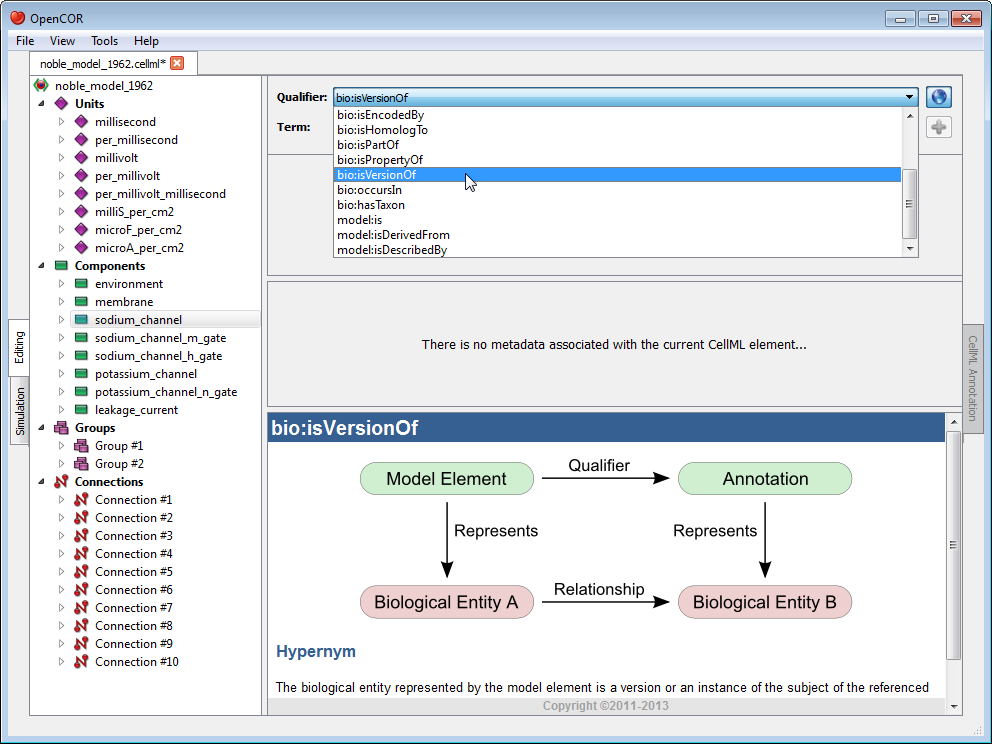 OpenCOR
File View Tools Help
noble_model_1962.cellml*
noble_model_1962
Units
millisecond
per_millisecond
millivolt
per_millivolt
per_millivolt_millisecond
milliS_per_cm2
microF_per_cm2
microA_per_cm2
Components
environment
membrane
sodium_channel
sodium_channel_m_gate
sodium_channel_h_gate
potassium_channel
potassium_channel_n_gate
leakage_current
Groups
Group #1
Group #2
Connections
Connection #1
Connection #2
Connection #3
Connection #4
Connection #5
Connection #6
Connection #7
Connection #8
Connection #9
Connection #10
Editing
Simulation
Qualifier: bio:isVersionOf
Term:
bio:isEncodedBy
bio:isHomologTo
bio:isPartOf
bio:isPropertyOf
bio:isVersionOf
bio:occursIn
bio:hasTaxon
model:is
model:isDerivedFrom
model:isDescribedBy
There is no metadata associated with the current CellML element...
CellML Annotation
bio:isVersionOf
Model Element
Qualifier
Annotation
Represents
Represents
Biological Entity A
Relationship
Biological Entity B
Hypernym
The biological entity represented by the model element is a version or an instance of the subject of the referenced
Copyright ©2011-2013